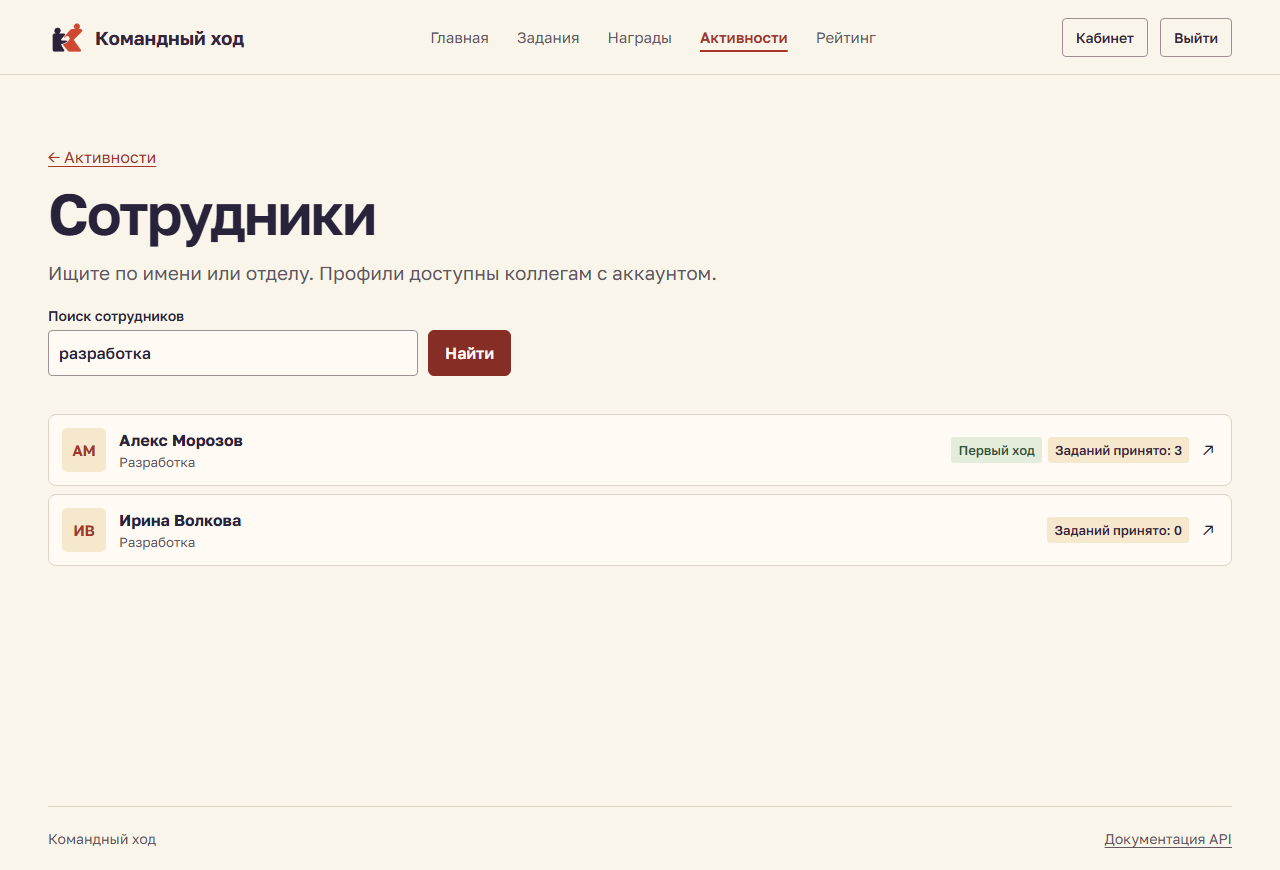 Командный ход
Главная Задания Награды Активности Рейтинг
Кабинет Выйти
← Активности
Сотрудники
Ищите по имени или отделу. Профили доступны коллегам с аккаунтом.
Поиск сотрудников
разработка Найти
АМ Алекс Морозов Первый ход Заданий принято: 3 ↗
Разработка
ИВ Ирина Волкова Заданий принято: 0 ↗
Разработка
Командный ход Документация API